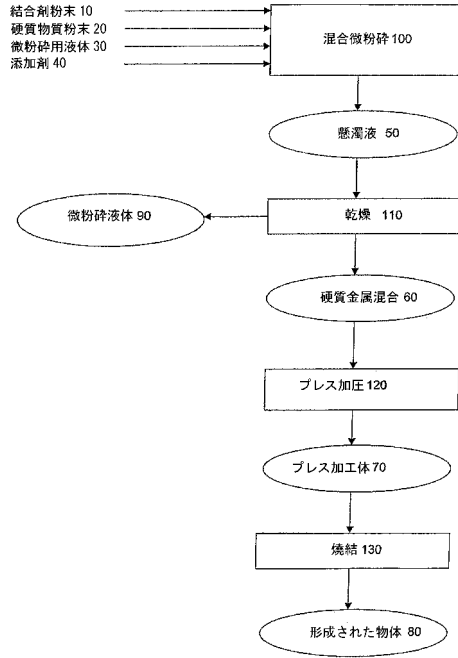 結合剤粉末 10
硬質物質粉末 20
微粉砕用液体 30
添加剤 40
混合微粉砕 100
懸濁液 50
微粉砕液体 90
乾燥 110
硬質金属混合 60
プレス加圧 120
プレス加工体 70
焼結 130
形成された物体 80